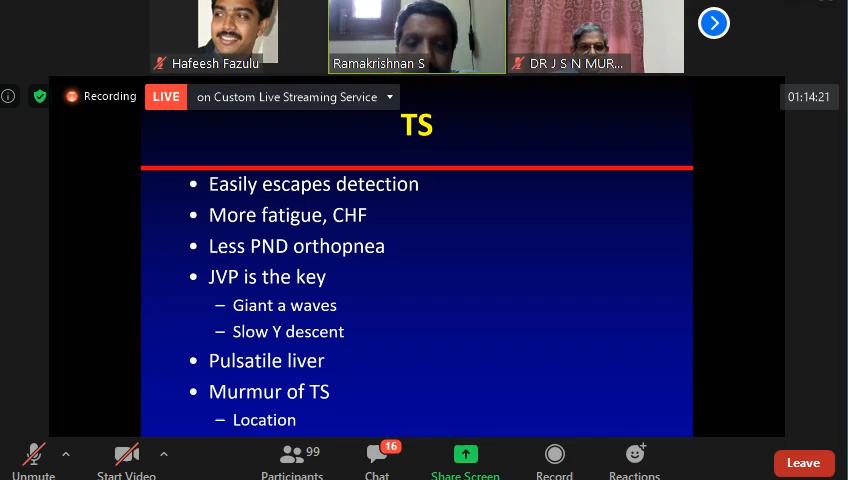 Hafeesh Fazulu
Ramakrishnan S
DR J S N MUR...
Recording
LIVE
on Custom Live Streaming Service
01:14:21
TS
• Easily escapes detection
• More fatigue, CHF
• Less PND orthopnea
• JVP is the key
– Giant a waves
– Slow Y descent
• Pulsatile liver
• Murmur of TS
– Location
99
16
Unmute
Start Video
Participants
Chat
Share Screen
Record
Reactions
Leave